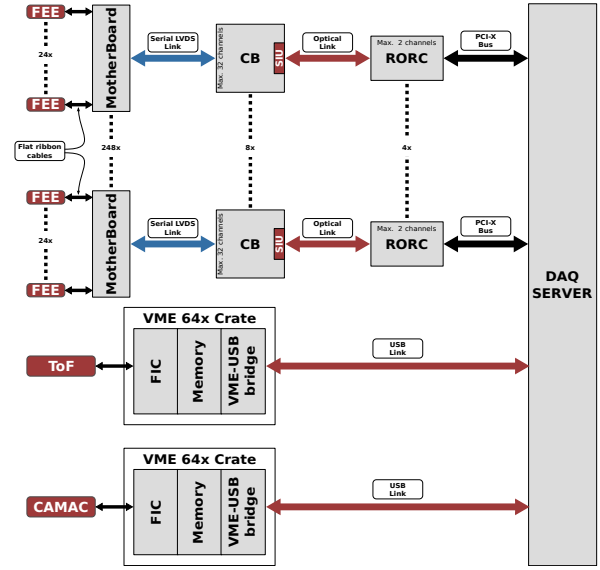 FEE
24x
FEE
MotherBoard
Serial LVDS
Link
Max. 32 channels
CB
SIU
Optical
Link
Max. 2 channels
RORC
PCI-X
Bus
Flat ribbon
cables
248x
8x
4x
FEE
24x
FEE
MotherBoard
Serial LVDS
Link
Max. 32 channels
CB
SIU
Optical
Link
Max. 2 channels
RORC
PCI-X
Bus
DAQ
SERVER
VME 64x Crate
ToF
FIC
Memory
VME-USB
bridge
USB
Link
VME 64x Crate
CAMAC
FIC
Memory
VME-USB
bridge
USB
Link